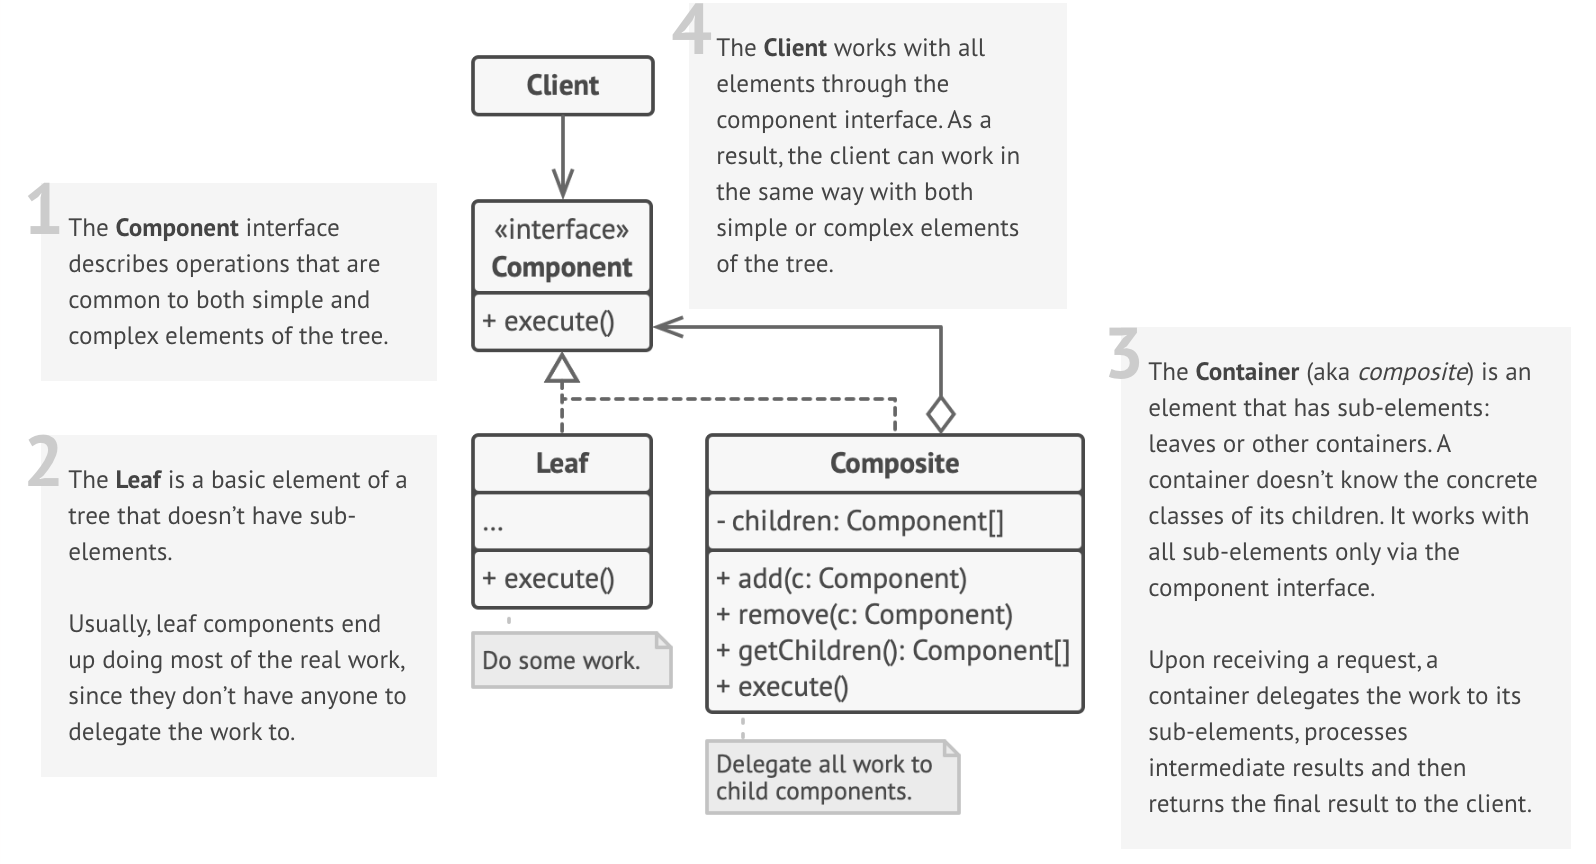 1
The Component interface
describes operations that are
common to both simple and
complex elements of the tree.
2
The Leaf is a basic element of a
tree that doesn't have sub-
elements.
Usually, leaf components end
up doing most of the real work,
since they don't have anyone to
delegate the work to.
Client
«interface»
Component
+ execute()
Leaf
...
+ execute()
Do some work.
4
The Client works with all
elements through the
component interface. As a
result, the client can work in
the same way with both
simple or complex elements
of the tree.
Composite
- children: Component[]
+ add(c: Component)
+ remove(c: Component)
+ getChildren(): Component[]
+ execute()
Delegate all work to
child components.
3
The Container (aka composite) is an
element that has sub-elements:
leaves or other containers. A
container doesn't know the concrete
classes of its children. It works with
all sub-elements only via the
component interface.
Upon receiving a request, a
container delegates the work to its
sub-elements, processes
intermediate results and then
returns the final result to the client.